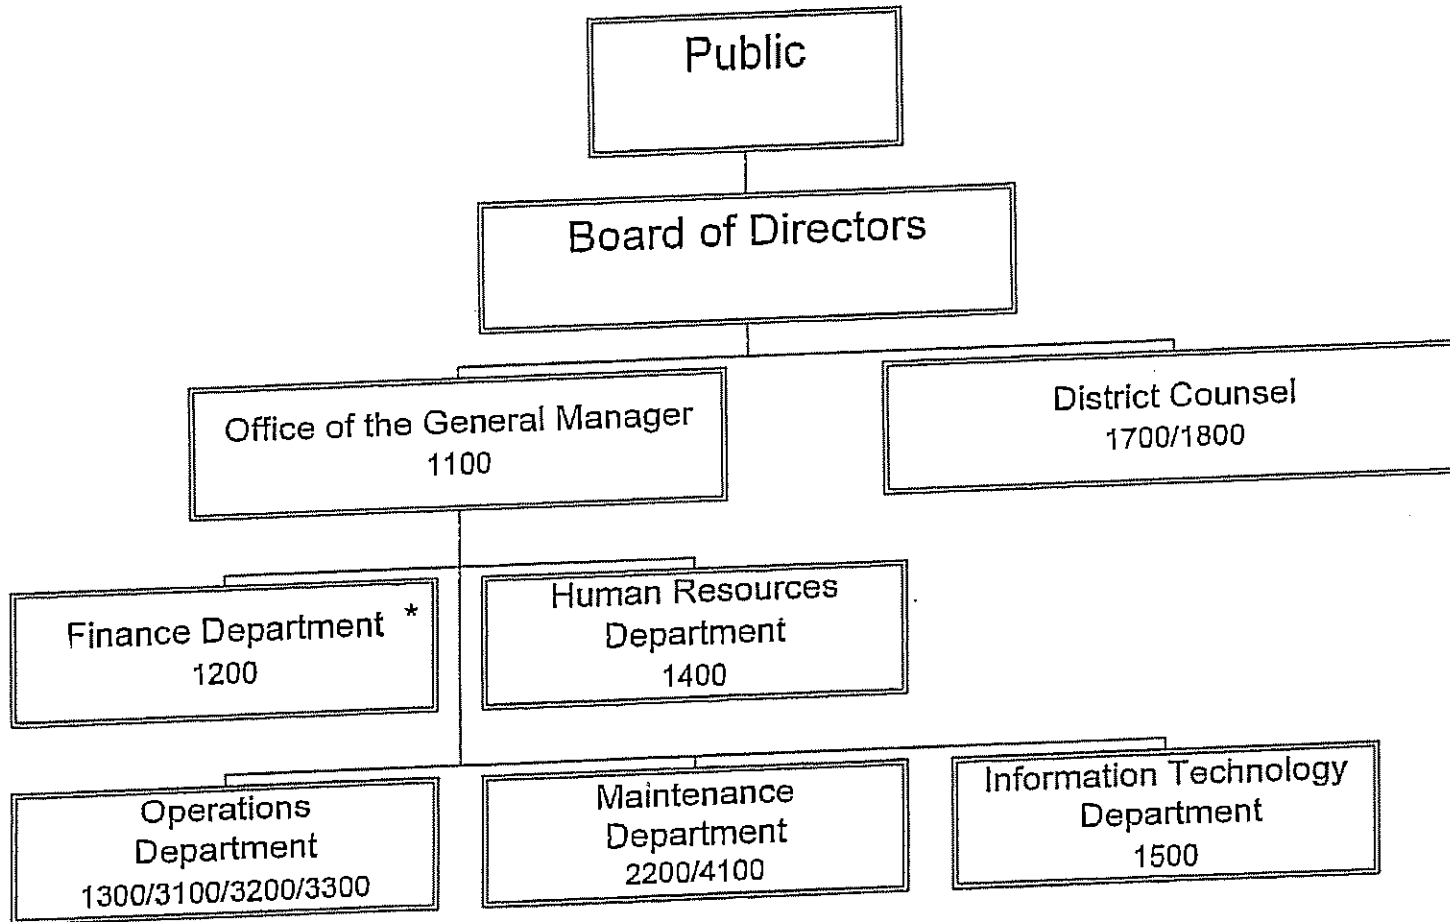 Public
Board of Directors
Office of the General Manager
1100
District Counsel
1700/1800
Finance Department *
1200
Human Resources
Department
1400
Operations
Department
1300/3100/3200/3300
Maintenance
Department
2200/4100
Information Technology
Department
1500